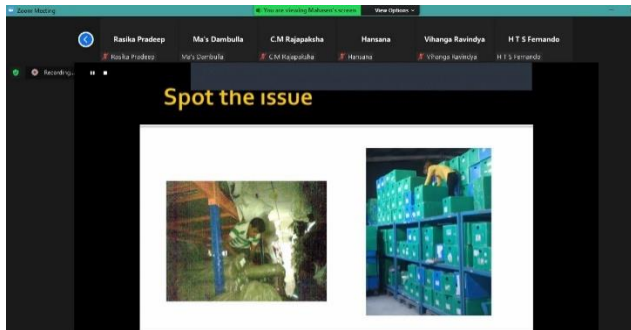 Zoom Meeting
You are viewing Mahasen's screen View Options
Rasika Pradeep Ma's Dambulla C.M Rajapaksha Hansana Vihanga Ravindya H T S Fernando
Rasika Pradeep Ma's Dambulla C.M Rajapaksha Hansana Vihanga Ravindya H T S Fernando
Recording...
Spot the issue